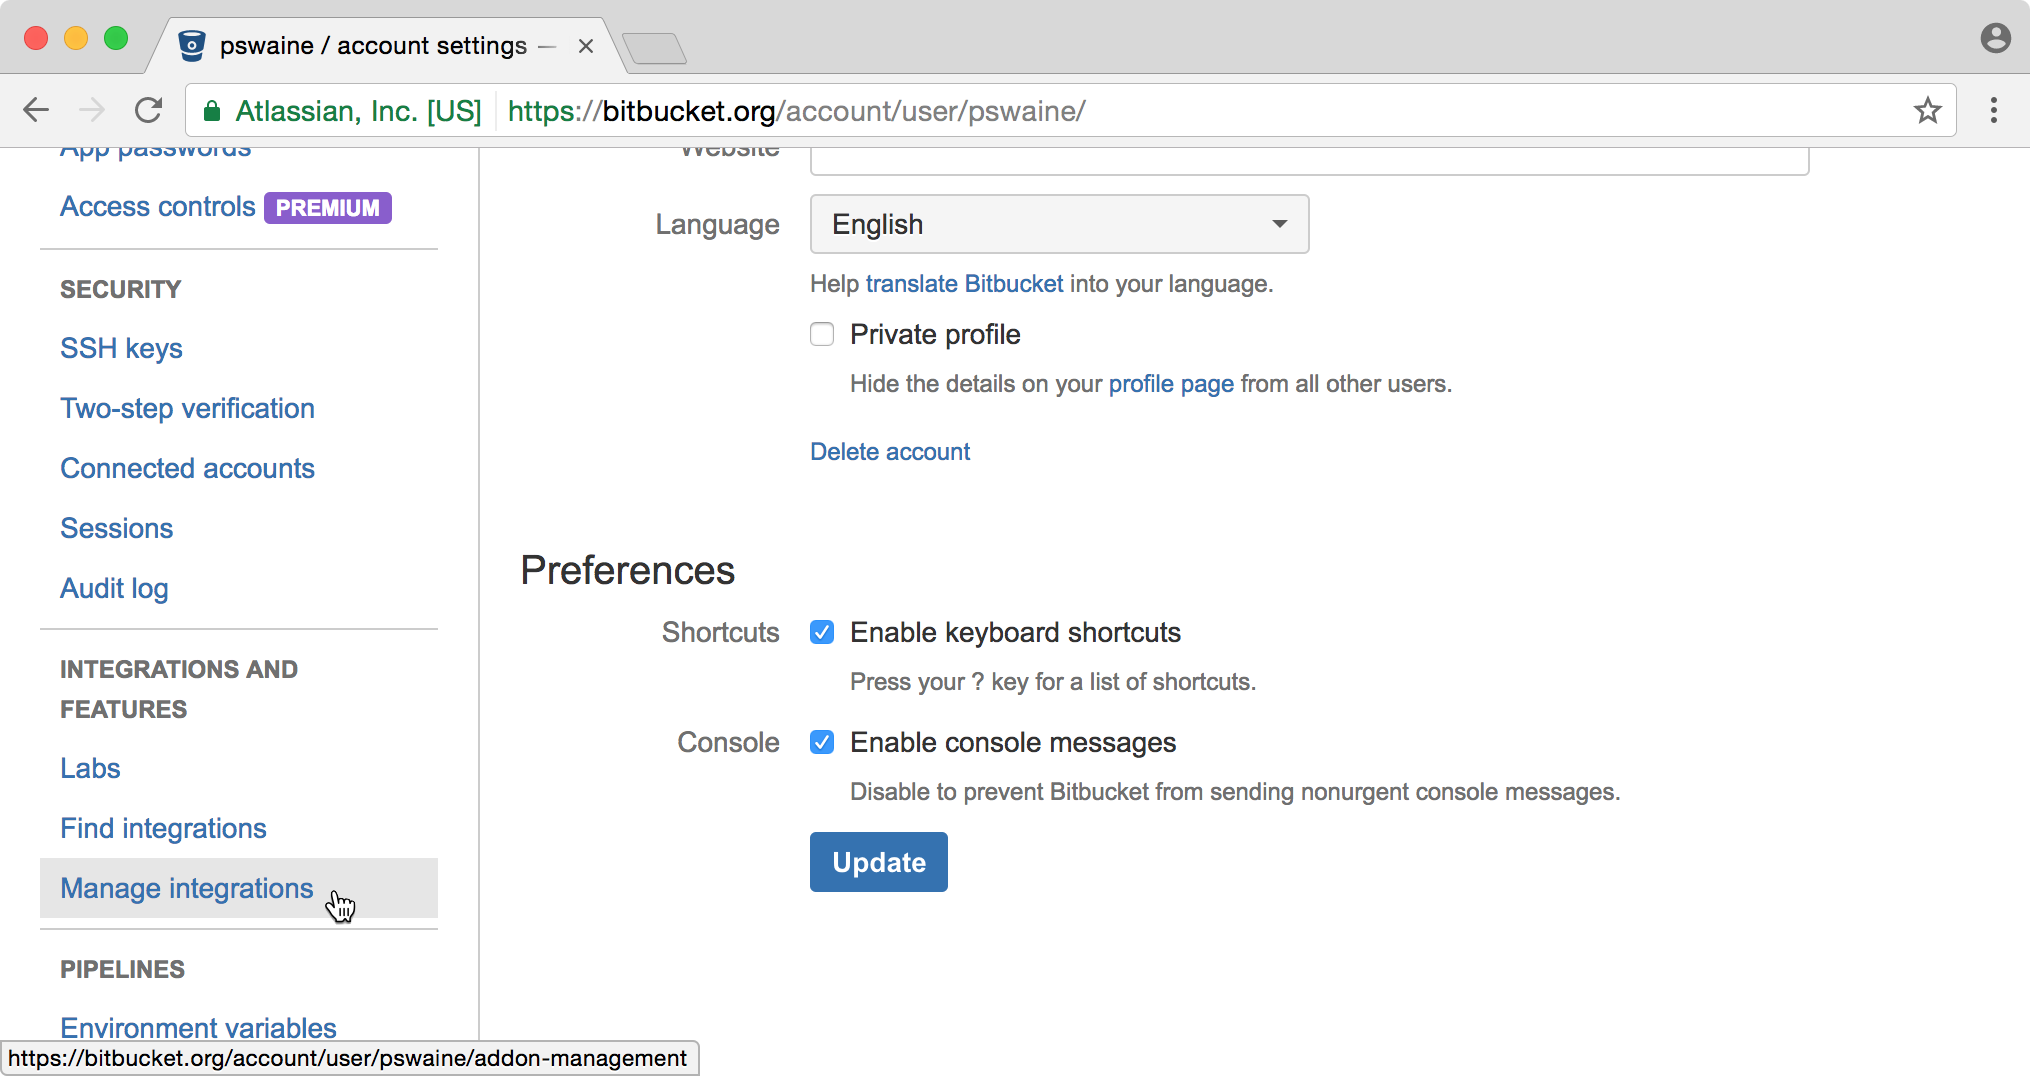 pswaine / account settings —
Atlassian, Inc. [US] https://bitbucket.org/account/user/pswaine/
App passwords
Access controls PREMIUM
SECURITY
SSH keys
Two-step verification
Connected accounts
Sessions
Audit log
INTEGRATIONS AND
FEATURES
Labs
Find integrations
Manage integrations
PIPELINES
Environment variables
Website
Language English
Help translate Bitbucket into your language.
Private profile
Hide the details on your profile page from all other users.
Delete account
Preferences
Shortcuts Enable keyboard shortcuts
Press your ? key for a list of shortcuts.
Console Enable console messages
Disable to prevent Bitbucket from sending nonurgent console messages.
Update
https://bitbucket.org/account/user/pswaine/addon-management